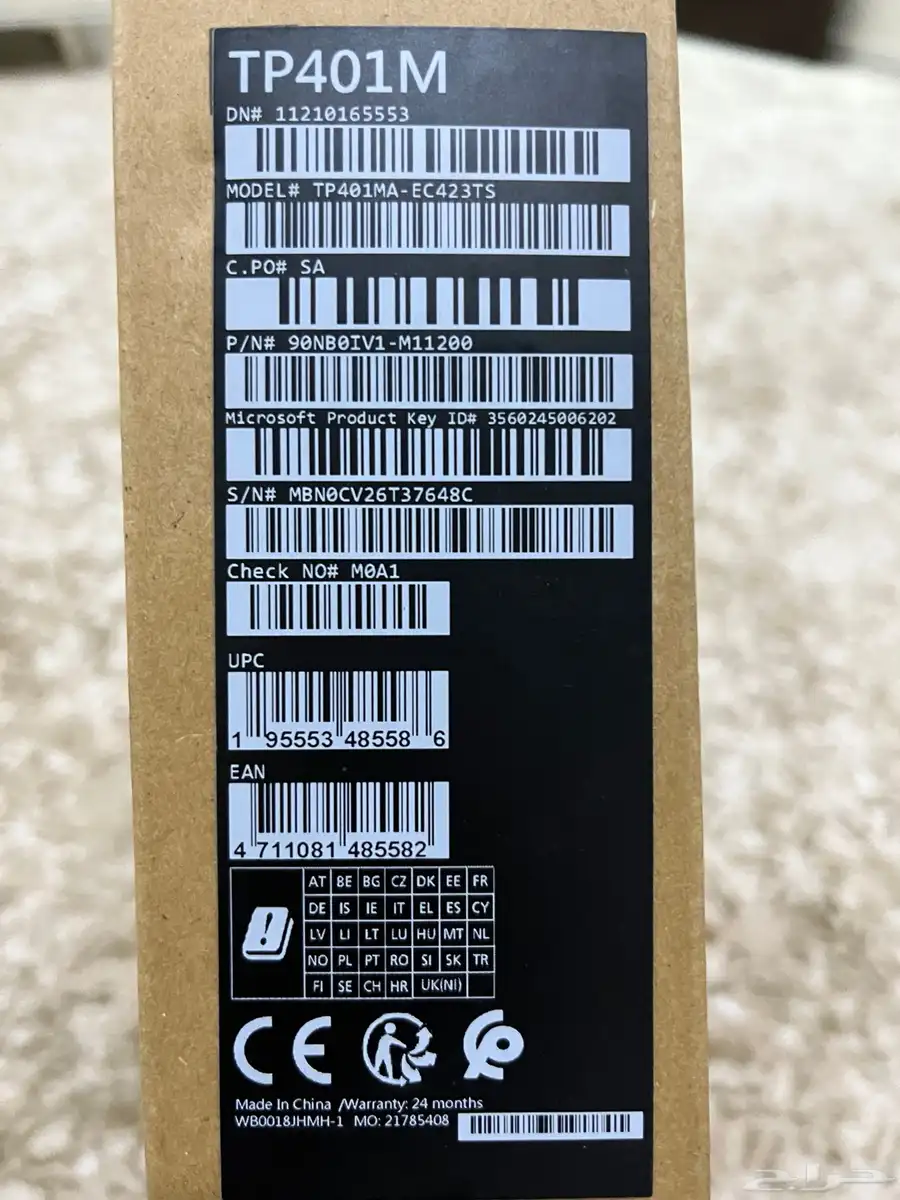 TP401M
DN# 11210165553
MODEL# TP401MA-EC423TS
C.PO# SA
P/N# 90NB0IV1-M11200
Microsoft Product Key ID# 3560245006202
S/N# MBN0CV26T37648C
Check NO# M0A1
UPC
1 95553 48558 6
EAN
4 711081 485582
AT BE BG CZ DK EE FR
DE IS IE IT EL ES CY
LV LI LT LU HU MT NL
NO PL PT RO SI SK TR
FI SE CH HR UK(NI)
CE
Made In China /Warranty: 24 months
WB0018JHMH-1 MO: 21785408
حراج